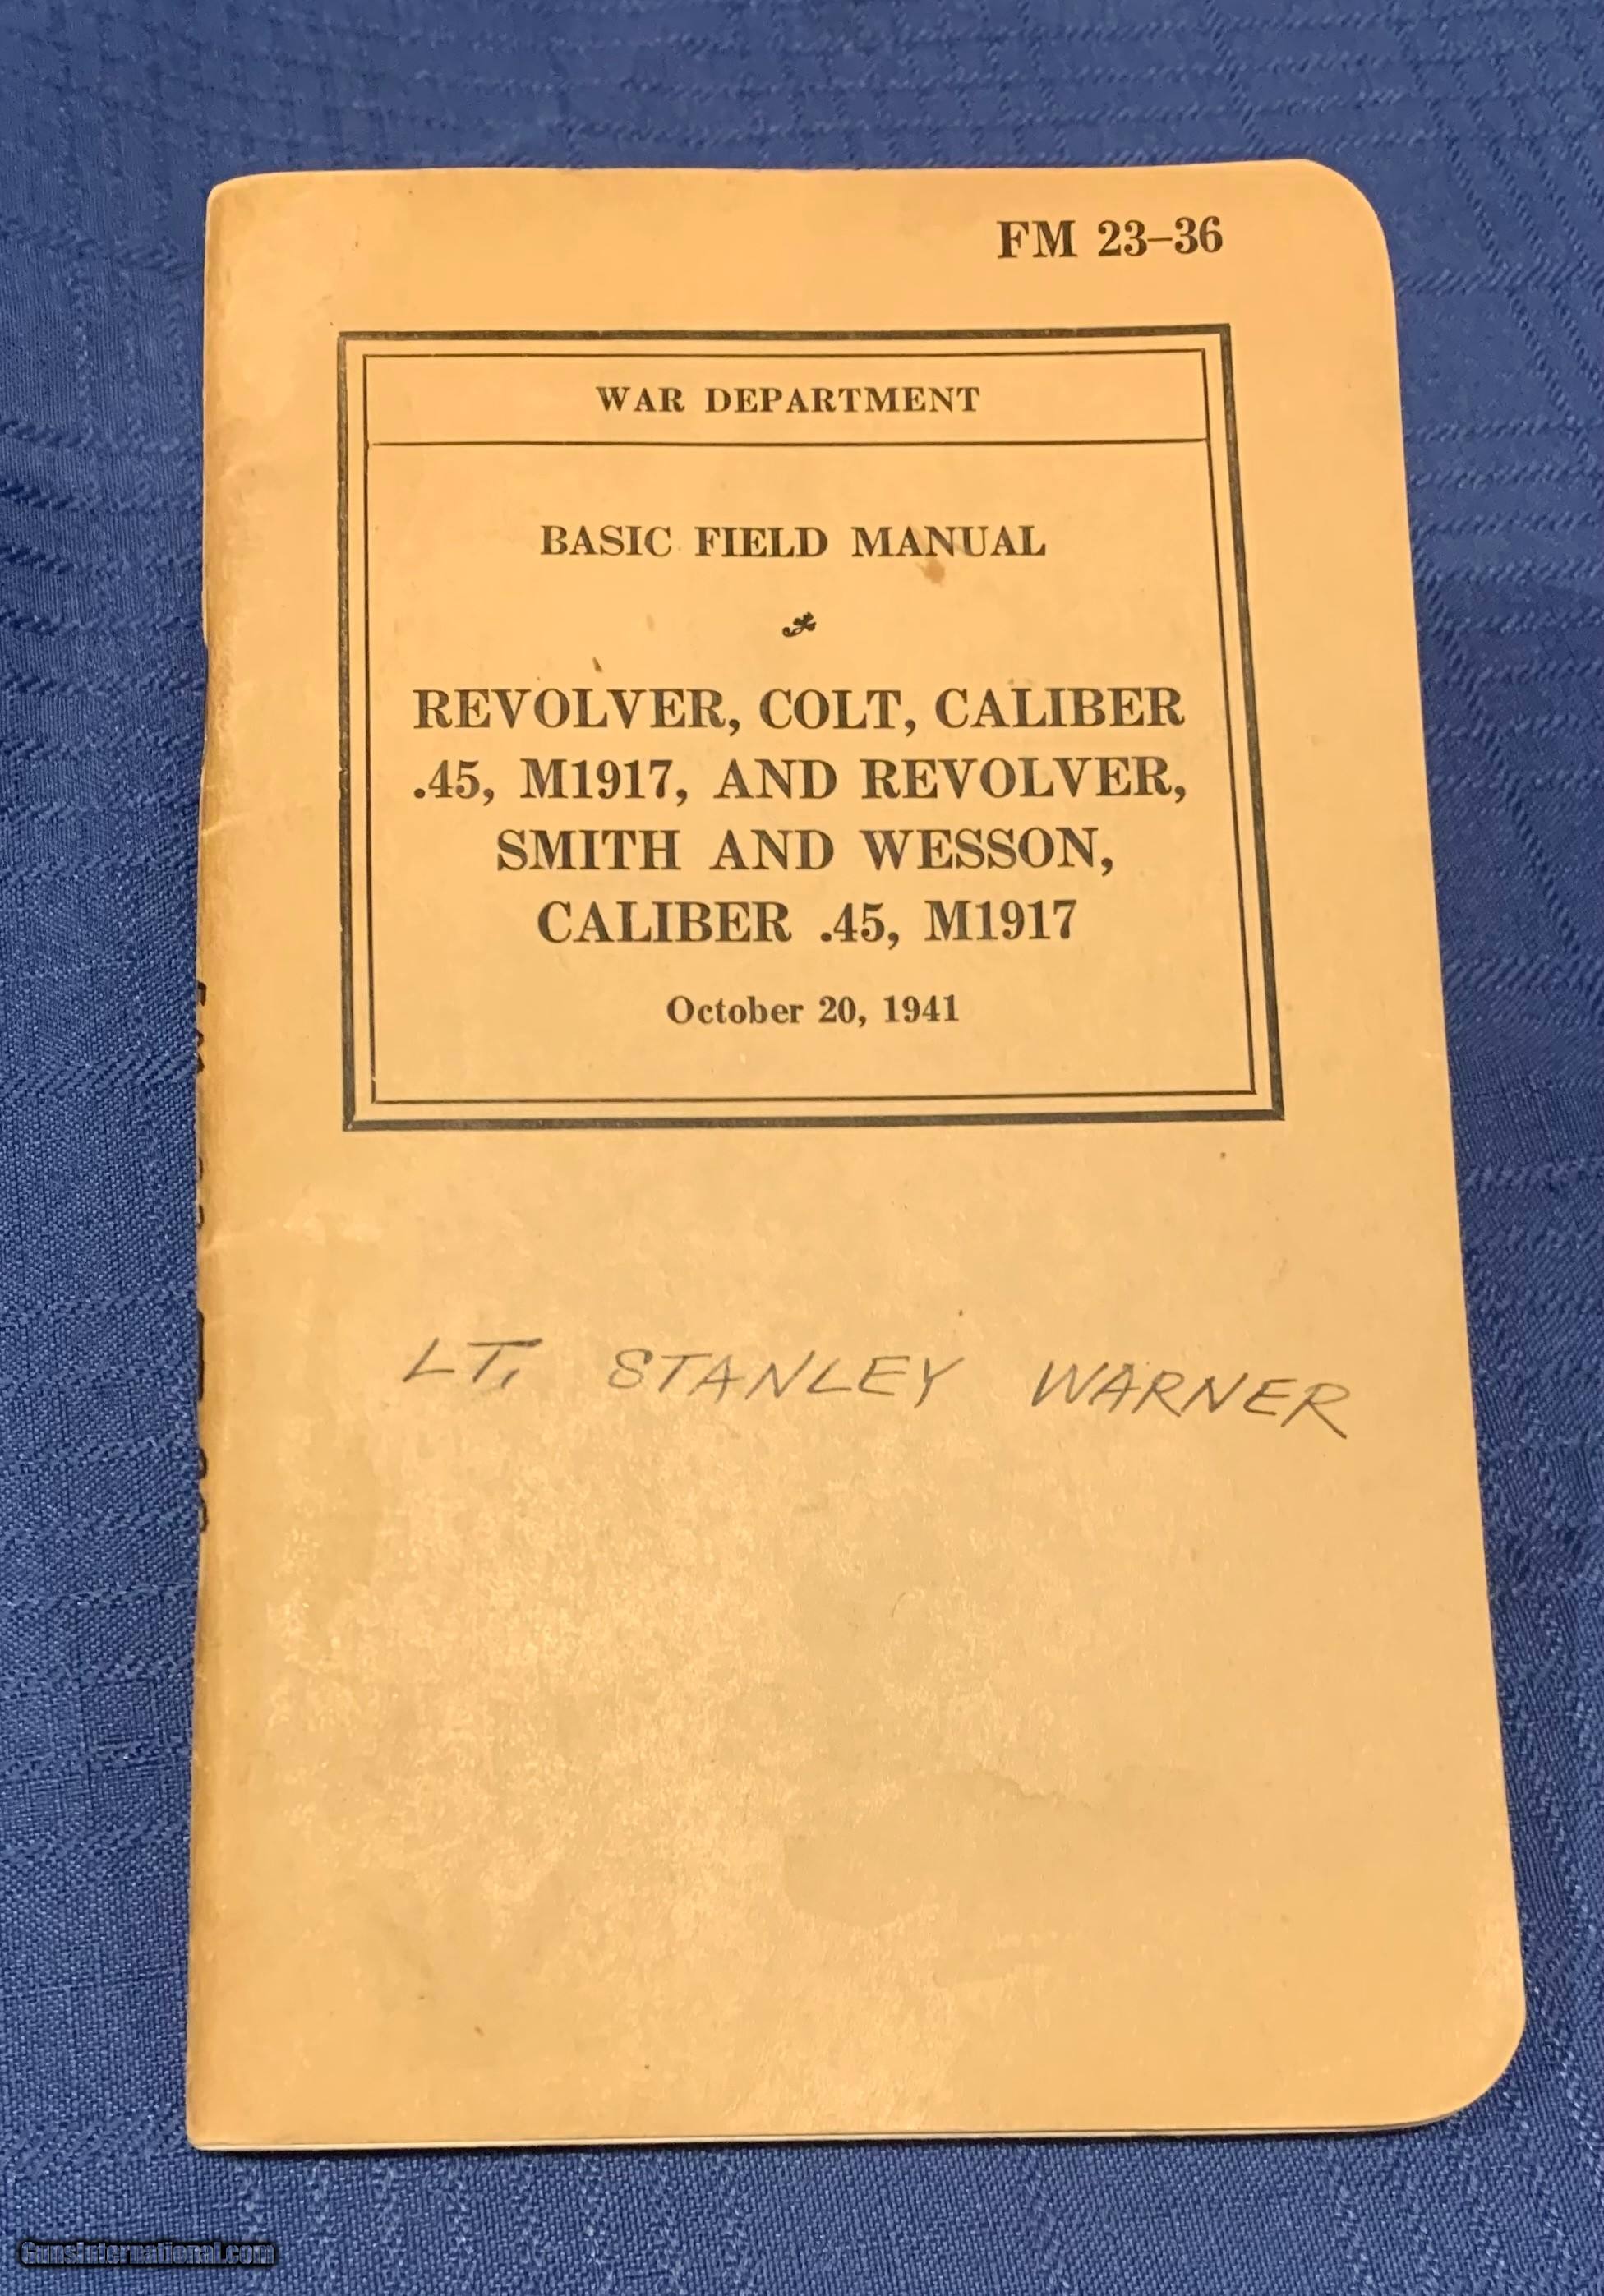 FM 23–36
WAR DEPARTMENT
BASIC FIELD MANUAL
REVOLVER, COLT, CALIBER
.45, M1917, AND REVOLVER,
SMITH AND WESSON,
CALIBER .45, M1917
October 20, 1941
LT. STANLEY WARNER
GunsInternational.com